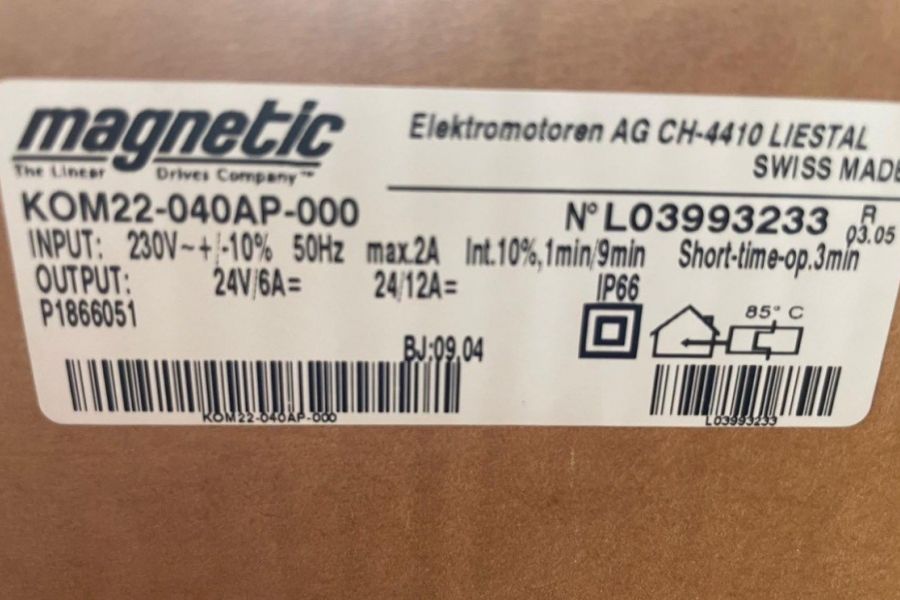 magnetic
The Linear Drives Company™
Elektromotoren AG CH-4410 LIESTAL
SWISS MADE
KOM22-040AP-000
N° L03993233
R
03.05
INPUT: 230V~+/-10% 50Hz max.2A Int.10%,1min/9min Short-time-op.3min
OUTPUT: 24V/6A= 24/12A= IP66
P1866051
85° C
BJ:09.04
KOM22-040AP-000
L03993233